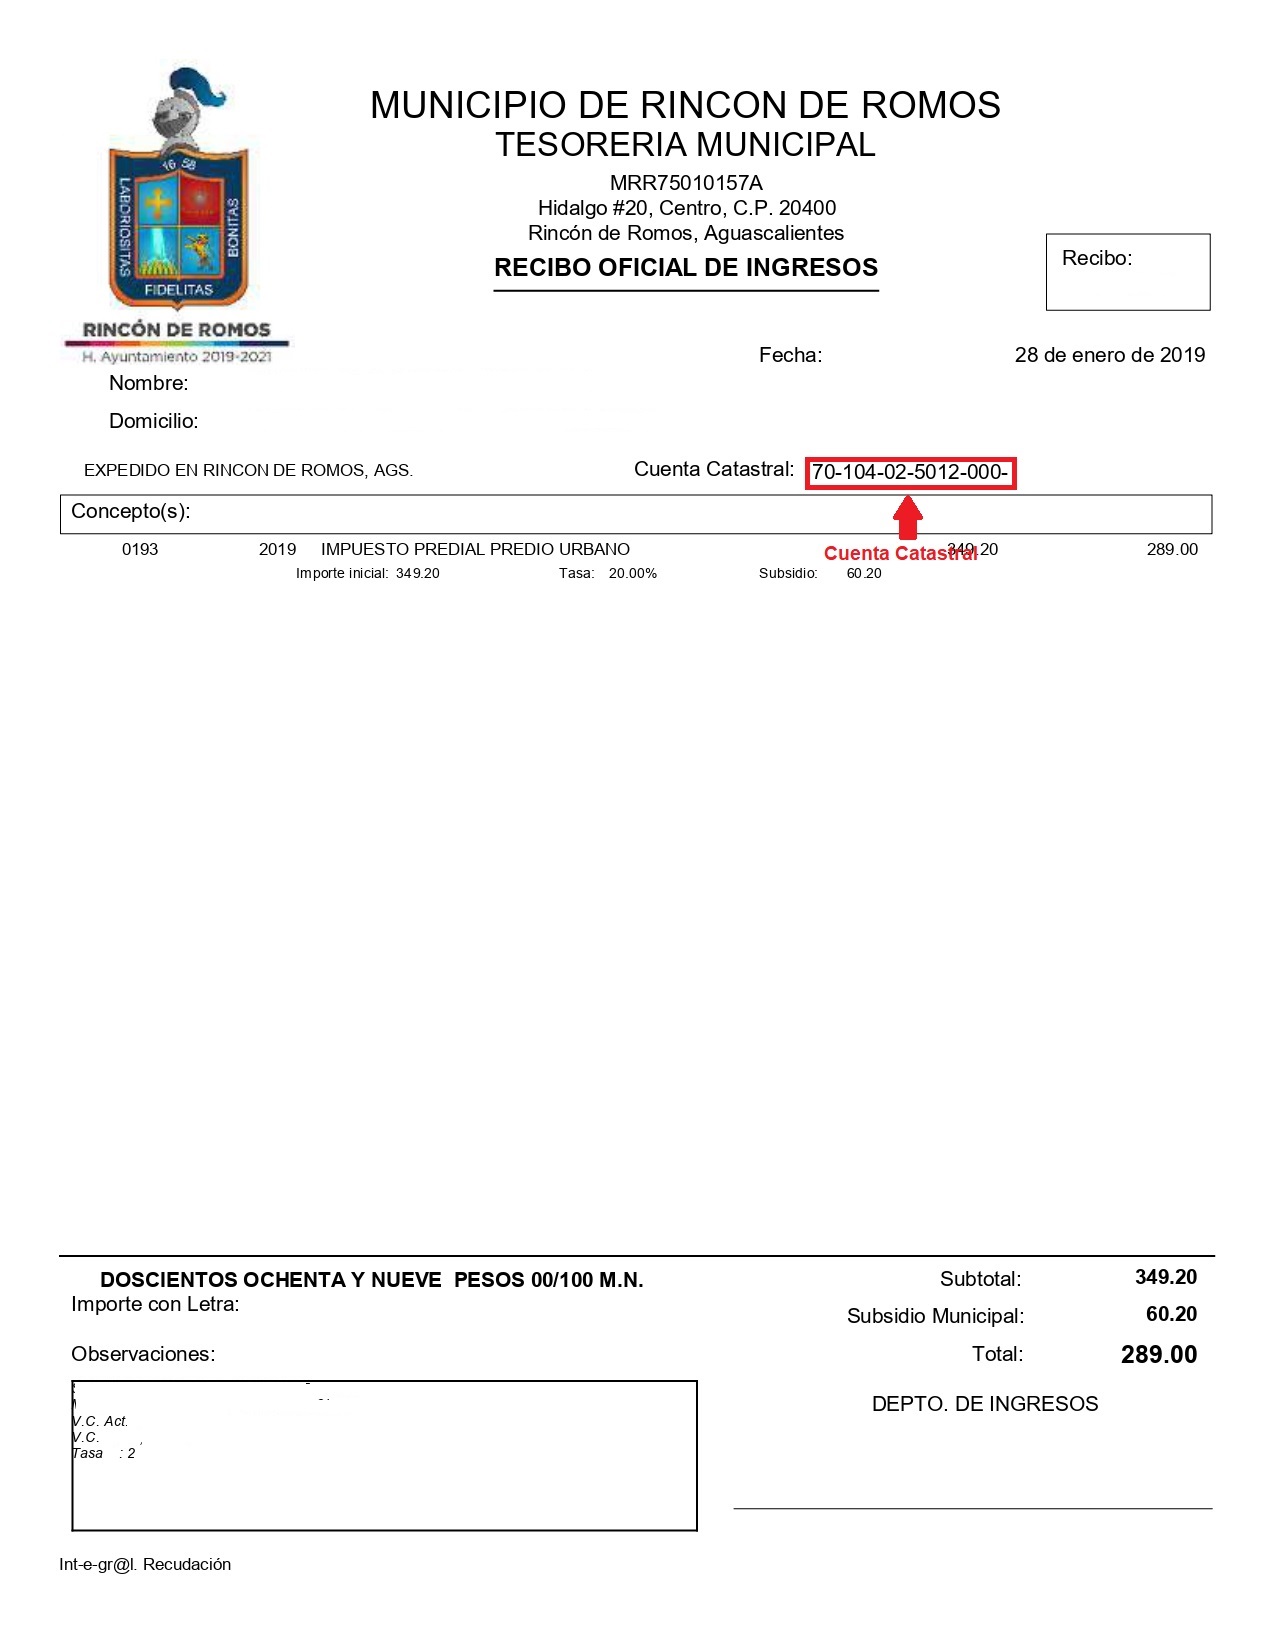 MUNICIPIO DE RINCON DE ROMOS
TESORERIA MUNICIPAL
MRR75010157A
Hidalgo #20, Centro, C.P. 20400
Rincón de Romos, Aguascalientes
RECIBO OFICIAL DE INGRESOS
16 58
LABORIOSITAS
BONITAS
FIDELITAS
RINCÓN DE ROMOS
H. Ayuntamiento 2019-2021
Recibo:
Fecha: 28 de enero de 2019
Nombre:
Domicilio:
EXPEDIDO EN RINCON DE ROMOS, AGS. Cuenta Catastral: 70-104-02-5012-000-
Concepto(s):
0193 2019 IMPUESTO PREDIAL PREDIO URBANO 349.20 289.00
Cuenta Catastral
Importe inicial: 349.20 Tasa: 20.00% Subsidio: 60.20
DOSCIENTOS OCHENTA Y NUEVE PESOS 00/100 M.N. Subtotal: 349.20
Importe con Letra:
Subsidio Municipal: 60.20
Observaciones: Total: 289.00
DEPTO. DE INGRESOS
V.C. Act.
V.C.
Tasa : 2
Int-e-gr@l. Recudación